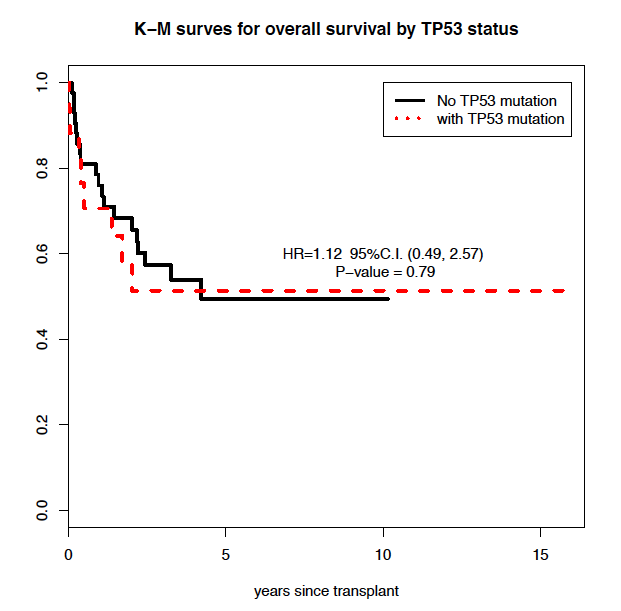 K−M surves for overall survival by TP53 status
No TP53 mutation
with TP53 mutation
HR=1.12 95%C.I. (0.49, 2.57)
P−value = 0.79
1.0
0.8
0.6
0.4
0.2
0.0
0 5 10 15
years since transplant